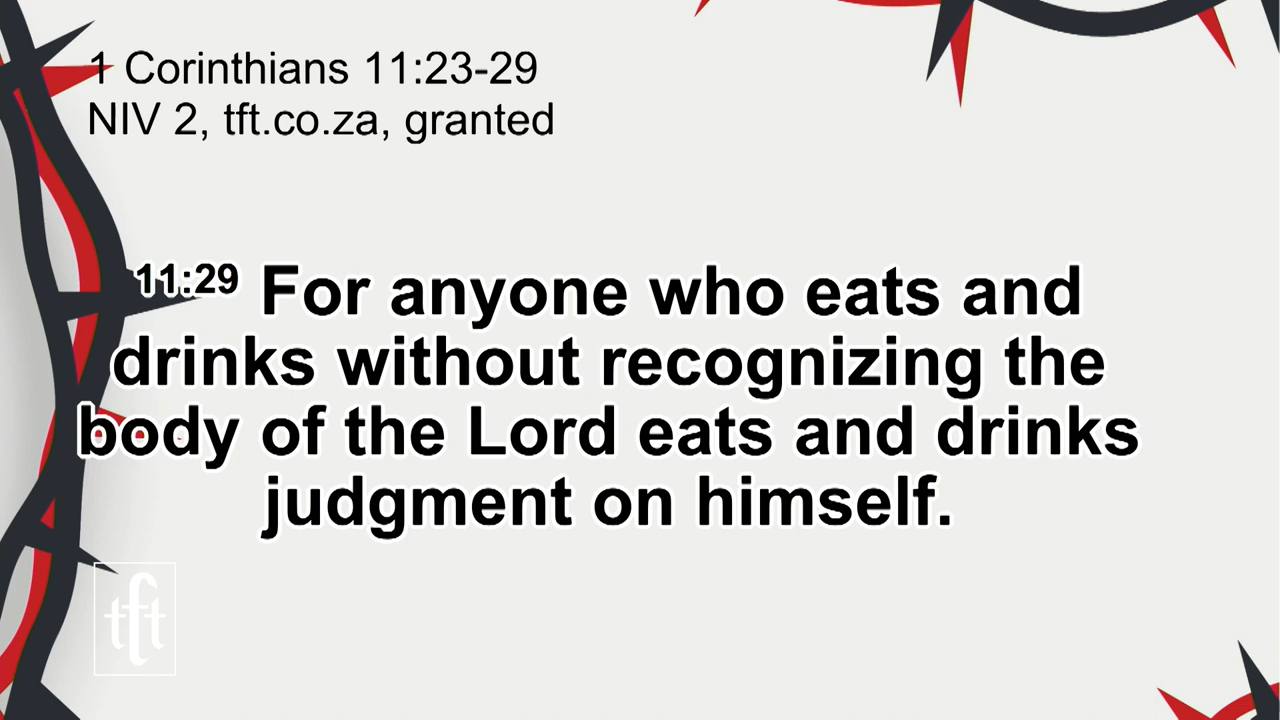 1 Corinthians 11:23-29
NIV 2, tft.co.za, granted
11:29 For anyone who eats and
drinks without recognizing the
body of the Lord eats and drinks
judgment on himself.
tft